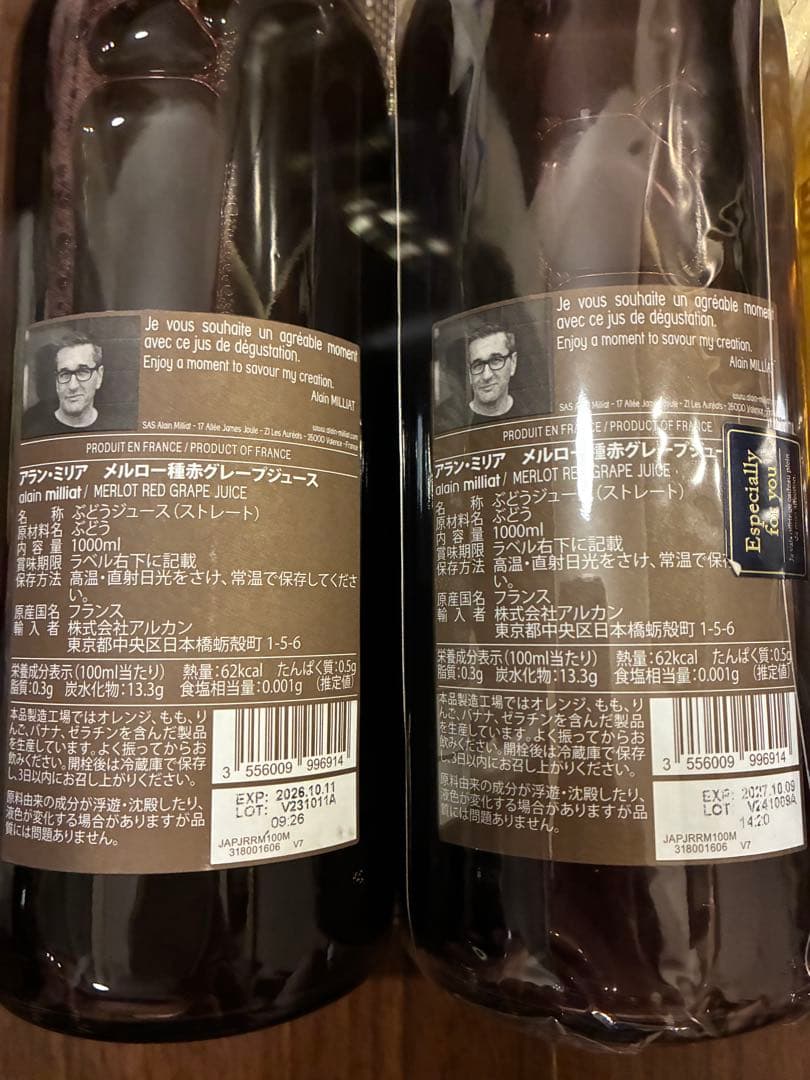 Je vous souhaite un agréable moment
avec ce jus de dégustation.
Enjoy a moment to savour my creation.
Alain MILLIAT
www.alain-milliat.com
SAS Alain Milliat - 17 Allée James Joule - ZI Les Auréats - 26000 Valence - France
PRODUIT EN FRANCE / PRODUCT OF FRANCE
アラン・ミリア メルロー種赤グレープジュース
alain milliat / MERLOT RED GRAPE JUICE
名 称 ぶどうジュース(ストレート)
原材料名 ぶどう
内 容 量 1000ml
賞味期限 ラベル右下に記載
保存方法 高温・直射日光をさけ、常温で保存してくださ
い。
原産国名 フランス
輸 入 者 株式会社アルカン
東京都中央区日本橋蛎殻町 1-5-6
栄養成分表示(100ml当たり) 熱量:62kcal たんぱく質:0.5g
脂質:0.3g 炭水化物:13.3g 食塩相当量:0.001g (推定値)
本品製造工場ではオレンジ、もも、り
んご、バナナ、ゼラチンを含んだ製品
を生産しています。よく振ってからお
飲みください。開栓後は冷蔵庫で保存
し、3日以内にお召し上がりください。
原料由来の成分が浮遊・沈殿したり、
液色が変化する場合がありますが品
質には問題ありません。
3 556009 996914
EXP: 2026.10.11
LOT: V231011A
09:26
JAPJRRM100M
318001606 V7
Je vous souhaite un agréable moment
avec ce jus de dégustation.
Enjoy a moment to savour my creation.
Alain MILLIAT
www.alain-milliat
SAS Alain Milliat - 17 Allée James Joule - ZI Les Auréats - 26000 Valence - France
PRODUIT EN FRANCE / PRODUCT OF FRANCE
アラン・ミリア メルロー種赤グレープジュー
alain milliat / MERLOT RED GRAPE JUICE
名 称 ぶどうジュース(ストレート)
原材料名 ぶどう
内 容 量 1000ml
賞味期限 ラベル右下に記載
保存方法 高温・直射日光をさけ、常温で保存
い。
原産国名 フランス
輸 入 者 株式会社アルカン
東京都中央区日本橋蛎殻町 1-5-6
栄養成分表示(100ml当たり) 熱量:62kcal たんぱく質:0.5g
脂質:0.3g 炭水化物:13.3g 食塩相当量:0.001g (推定値)
本品製造工場ではオレンジ、もも、り
んご、バナナ、ゼラチンを含んだ製品
を生産しています。よく振ってからお
飲みください。開栓後は冷蔵庫で保存
し、3日以内にお召し上がりください。
原料由来の成分が浮遊・沈殿したり、
液色が変化する場合がありますが品
質には問題ありません。
3 556009 996914
EXP: 2027.10.09
LOT V241009A
14:20
JAPJRRM100M
318001606 V7
Especially
for you